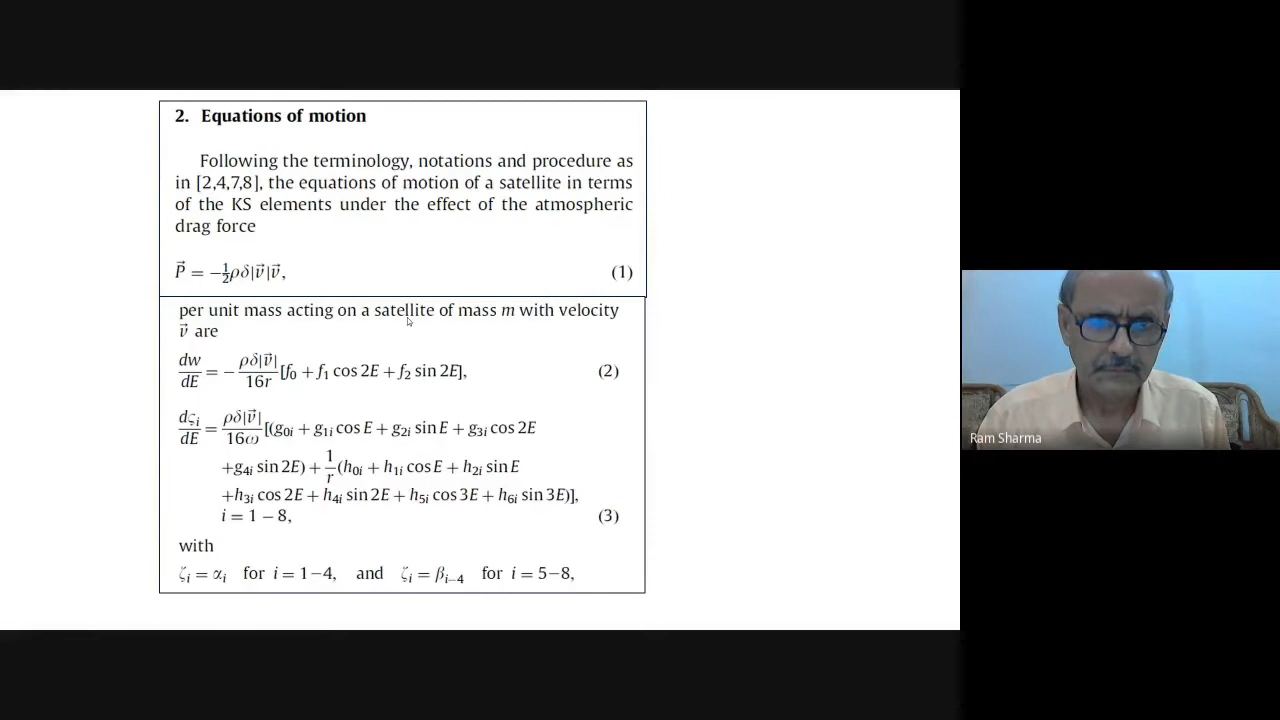 2. Equations of motion
Following the terminology, notations and procedure as
in [2,4,7,8], the equations of motion of a satellite in terms
of the KS elements under the effect of the atmospheric
drag force
P⃗ = −½ρδ|v⃗|v⃗, (1)
per unit mass acting on a satellite of mass m with velocity
v⃗ are
dw/dE = − ρδ|v⃗|/16r [f₀ + f₁ cos 2E + f₂ sin 2E], (2)
dςᵢ/dE = ρδ|v⃗|/16ω [(g₀ᵢ + g₁ᵢ cos E + g₂ᵢ sin E + g₃ᵢ cos 2E
+g₄ᵢ sin 2E) + 1/r (h₀ᵢ + h₁ᵢ cos E + h₂ᵢ sin E
+h₃ᵢ cos 2E + h₄ᵢ sin 2E + h₅ᵢ cos 3E + h₆ᵢ sin 3E)],
i = 1 − 8, (3)
with
ζᵢ = αᵢ for i = 1−4, and ζᵢ = βᵢ₋₄ for i = 5−8,
Ram Sharma